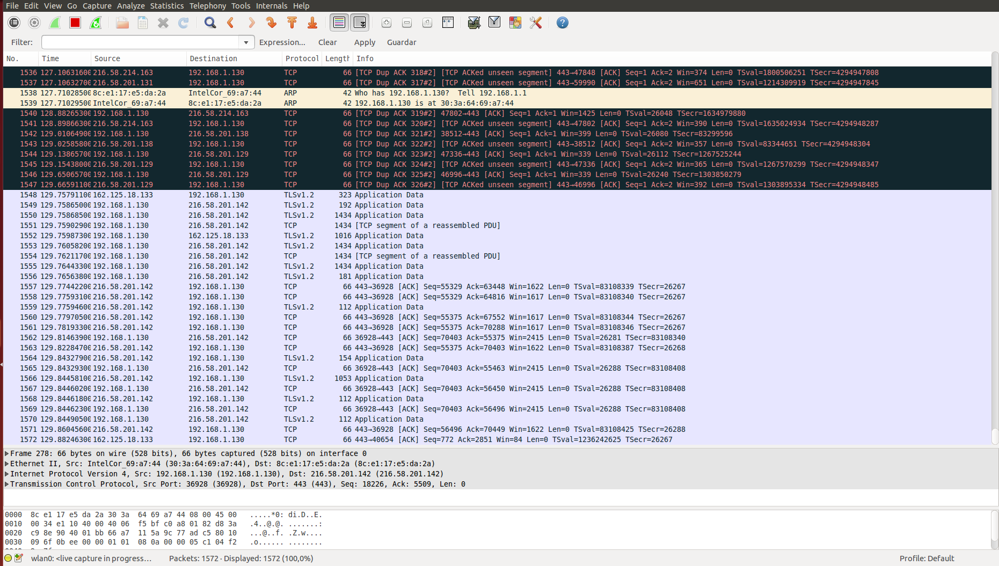 File Edit View Go Capture Analyze Statistics Telephony Tools Internals Help
Filter: Expression... Clear Apply Guardar
No. Time Source Destination Protocol Length Info
1536 127.10631600 216.58.214.163 192.168.1.130 TCP 66 [TCP Dup ACK 318#2] [TCP ACKed unseen segment] 443→47848 [ACK] Seq=1 Ack=2 Win=374 Len=0 TSval=1800506251 TSecr=4294947808
1537 127.10632700 216.58.201.131 192.168.1.130 TCP 66 [TCP Dup ACK 317#2] [TCP ACKed unseen segment] 443→59990 [ACK] Seq=1 Ack=2 Win=651 Len=0 TSval=1214309919 TSecr=4294947845
1538 127.71028500 8c:e1:17:e5:da:2a IntelCor_69:a7:44 ARP 42 Who has 192.168.1.130? Tell 192.168.1.1
1539 127.71029500 IntelCor_69:a7:44 8c:e1:17:e5:da:2a ARP 42 192.168.1.130 is at 30:3a:64:69:a7:44
1540 128.88265300 192.168.1.130 216.58.214.163 TCP 66 [TCP Dup ACK 319#2] 47802→443 [ACK] Seq=1 Ack=1 Win=1425 Len=0 TSval=26048 TSecr=1634979880
1541 128.89866300 216.58.214.163 192.168.1.130 TCP 66 [TCP Dup ACK 320#2] [TCP ACKed unseen segment] 443→47802 [ACK] Seq=1 Ack=2 Win=390 Len=0 TSval=1635024934 TSecr=4294948287
1542 129.01064900 192.168.1.130 216.58.201.138 TCP 66 [TCP Dup ACK 321#2] 38512→443 [ACK] Seq=1 Ack=1 Win=399 Len=0 TSval=26080 TSecr=83299596
1543 129.02585800 216.58.201.138 192.168.1.130 TCP 66 [TCP Dup ACK 322#2] [TCP ACKed unseen segment] 443→38512 [ACK] Seq=1 Ack=2 Win=357 Len=0 TSval=83344651 TSecr=4294948304
1544 129.13865700 192.168.1.130 216.58.201.129 TCP 66 [TCP Dup ACK 323#2] 47336→443 [ACK] Seq=1 Ack=1 Win=339 Len=0 TSval=26112 TSecr=1267525244
1545 129.15438000 216.58.201.129 192.168.1.130 TCP 66 [TCP Dup ACK 324#2] [TCP ACKed unseen segment] 443→47336 [ACK] Seq=1 Ack=2 Win=365 Len=0 TSval=1267570299 TSecr=4294948347
1546 129.65065700 192.168.1.130 216.58.201.129 TCP 66 [TCP Dup ACK 325#2] 46996→443 [ACK] Seq=1 Ack=1 Win=339 Len=0 TSval=26240 TSecr=1303850279
1547 129.66591100 216.58.201.129 192.168.1.130 TCP 66 [TCP Dup ACK 326#2] [TCP ACKed unseen segment] 443→46996 [ACK] Seq=1 Ack=2 Win=392 Len=0 TSval=1303895334 TSecr=4294948485
1548 129.75791100 162.125.18.133 192.168.1.130 TLSv1.2 323 Application Data
1549 129.75865000 192.168.1.130 216.58.201.142 TLSv1.2 192 Application Data
1550 129.75868500 192.168.1.130 216.58.201.142 TLSv1.2 1434 Application Data
1551 129.75902900 192.168.1.130 216.58.201.142 TCP 1434 [TCP segment of a reassembled PDU]
1552 129.75987300 192.168.1.130 162.125.18.133 TLSv1.2 1016 Application Data
1553 129.76058200 192.168.1.130 216.58.201.142 TLSv1.2 1434 Application Data
1554 129.76211700 192.168.1.130 216.58.201.142 TCP 1434 [TCP segment of a reassembled PDU]
1555 129.76443300 192.168.1.130 216.58.201.142 TLSv1.2 1434 Application Data
1556 129.76563800 192.168.1.130 216.58.201.142 TLSv1.2 181 Application Data
1557 129.77442200 216.58.201.142 192.168.1.130 TCP 66 443→36928 [ACK] Seq=55329 Ack=63448 Win=1622 Len=0 TSval=83108339 TSecr=26267
1558 129.77593100 216.58.201.142 192.168.1.130 TCP 66 443→36928 [ACK] Seq=55329 Ack=64816 Win=1617 Len=0 TSval=83108340 TSecr=26267
1559 129.77594600 216.58.201.142 192.168.1.130 TLSv1.2 112 Application Data
1560 129.77970500 216.58.201.142 192.168.1.130 TCP 66 443→36928 [ACK] Seq=55375 Ack=67552 Win=1617 Len=0 TSval=83108344 TSecr=26267
1561 129.78193300 216.58.201.142 192.168.1.130 TCP 66 443→36928 [ACK] Seq=55375 Ack=70288 Win=1617 Len=0 TSval=83108346 TSecr=26267
1562 129.81463900 192.168.1.130 216.58.201.142 TCP 66 36928→443 [ACK] Seq=70403 Ack=55375 Win=2415 Len=0 TSval=26281 TSecr=83108340
1563 129.82284700 216.58.201.142 192.168.1.130 TCP 66 443→36928 [ACK] Seq=55375 Ack=70403 Win=1622 Len=0 TSval=83108387 TSecr=26268
1564 129.84327900 216.58.201.142 192.168.1.130 TLSv1.2 154 Application Data
1565 129.84329300 192.168.1.130 216.58.201.142 TCP 66 36928→443 [ACK] Seq=70403 Ack=55463 Win=2415 Len=0 TSval=26288 TSecr=83108408
1566 129.84458100 216.58.201.142 192.168.1.130 TLSv1.2 1053 Application Data
1567 129.84460200 192.168.1.130 216.58.201.142 TCP 66 36928→443 [ACK] Seq=70403 Ack=56450 Win=2415 Len=0 TSval=26288 TSecr=83108408
1568 129.84461800 216.58.201.142 192.168.1.130 TLSv1.2 112 Application Data
1569 129.84462300 192.168.1.130 216.58.201.142 TCP 66 36928→443 [ACK] Seq=70403 Ack=56496 Win=2415 Len=0 TSval=26288 TSecr=83108408
1570 129.84490500 192.168.1.130 216.58.201.142 TLSv1.2 112 Application Data
1571 129.86045600 216.58.201.142 192.168.1.130 TCP 66 443→36928 [ACK] Seq=56496 Ack=70449 Win=1622 Len=0 TSval=83108425 TSecr=26288
1572 129.88246300 162.125.18.133 192.168.1.130 TCP 66 443→40654 [ACK] Seq=772 Ack=2851 Win=84 Len=0 TSval=1236242625 TSecr=26267
Frame 278: 66 bytes on wire (528 bits), 66 bytes captured (528 bits) on interface 0
Ethernet II, Src: IntelCor_69:a7:44 (30:3a:64:69:a7:44), Dst: 8c:e1:17:e5:da:2a (8c:e1:17:e5:da:2a)
Internet Protocol Version 4, Src: 192.168.1.130 (192.168.1.130), Dst: 216.58.201.142 (216.58.201.142)
Transmission Control Protocol, Src Port: 36928 (36928), Dst Port: 443 (443), Seq: 18226, Ack: 5509, Len: 0
0000 8c e1 17 e5 da 2a 30 3a 64 69 a7 44 08 00 45 00 .....*0: di.D..E.
0010 00 34 e1 10 40 00 40 06 f5 bf c0 a8 01 82 d8 3a .4..@.@. .......:
0020 c9 8e 90 40 01 bb 66 a7 11 5a 9c 77 ad c5 80 10 ...@..f. .Z.w....
0030 09 6f 0b ee 00 00 01 01 08 0a 00 00 05 c1 04 f2 .o...... ........
wlan0: <live capture in progress... Packets: 1572 · Displayed: 1572 (100,0%) Profile: Default